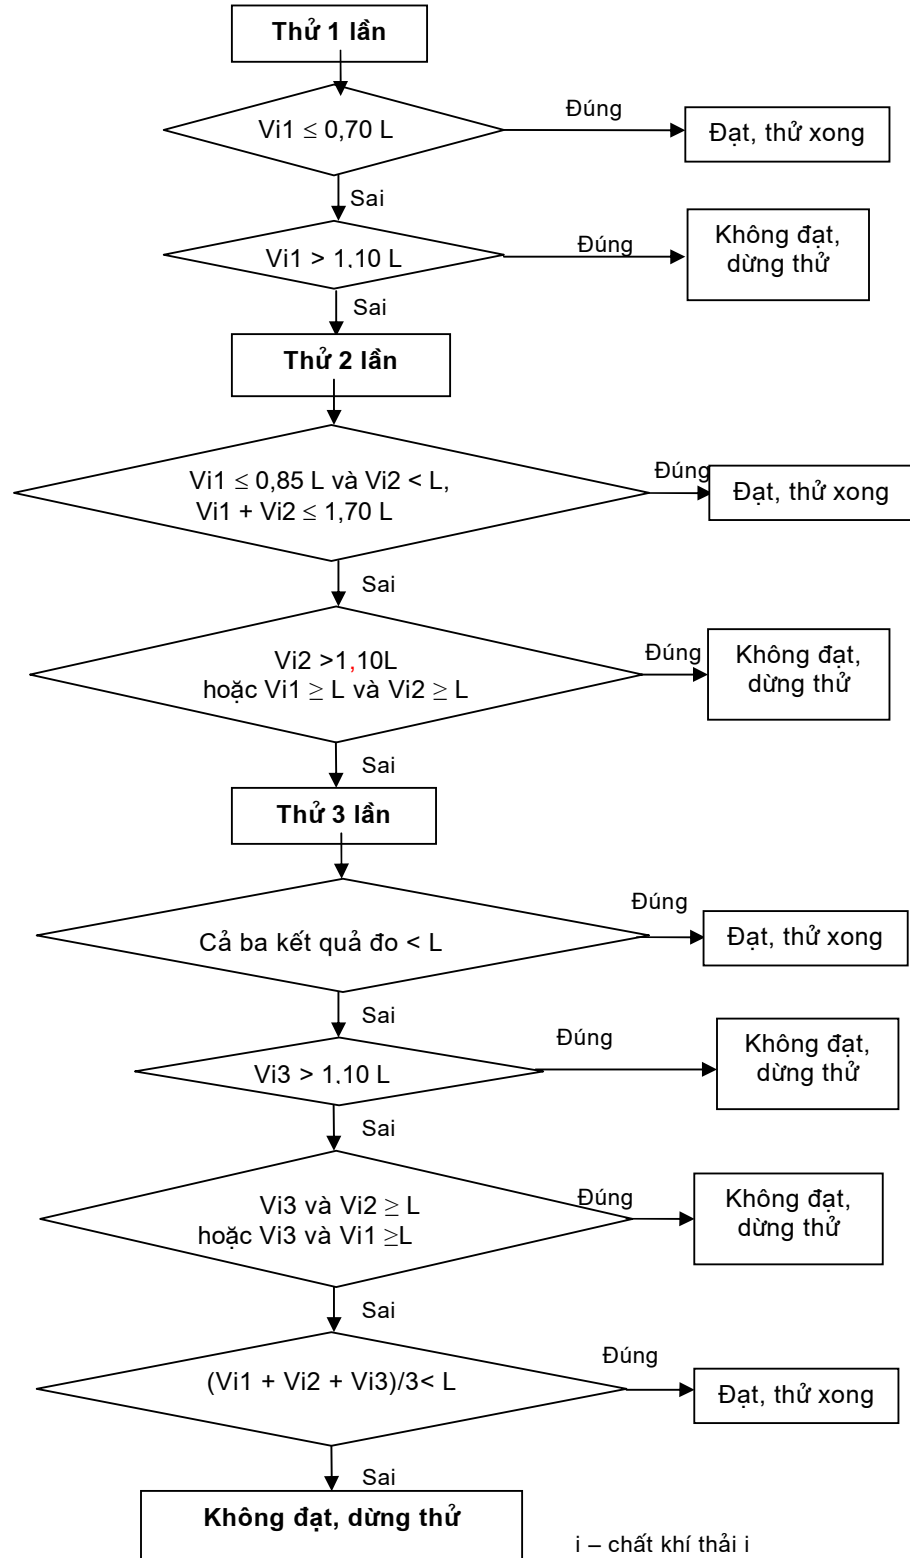 Thử 1 lần
Vi1 ≤ 0,70 L
Đúng
Đạt, thử xong
Sai
Vi1 > 1,10 L
Đúng
Không đạt,
dừng thử
Sai
Thử 2 lần
Vi1 ≤ 0,85 L và Vi2 < L,
Vi1 + Vi2 ≤ 1,70 L
Đúng
Đạt, thử xong
Sai
Vi2 >1,10L
hoặc Vi1 ≥ L và Vi2 ≥ L
Đúng
Không đạt,
dừng thử
Sai
Thử 3 lần
Cả ba kết quả đo < L
Đúng
Đạt, thử xong
Sai
Vi3 > 1,10 L
Đúng
Không đạt,
dừng thử
Sai
Vi3 và Vi2 ≥ L
hoặc Vi3 và Vi1 ≥L
Đúng
Không đạt,
dừng thử
Sai
(Vi1 + Vi2 + Vi3)/3< L
Đúng
Đạt, thử xong
Sai
Không đạt, dừng thử
i – chất khí thải i